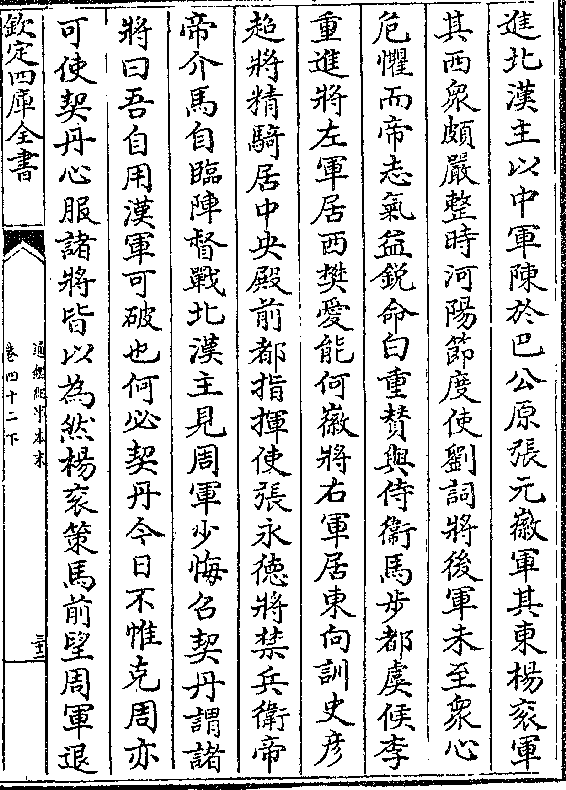 進北漢主以中軍陳於巴公原張元徽軍其東楊衮軍
其西衆頗嚴整時河陽節度使劉詞將後軍未至衆心
危懼而帝志氣益銳命白重贊與侍衞馬步都虞候李
重進將左軍居西樊愛能何徽將右軍居東向訓史彦
超將精騎居中央殿前都指揮使張永德將禁兵衛帝
帝介馬自臨陣督戰北漢主見周軍少悔召契丹謂諸
將曰吾自用漢軍可破也何必契丹今日不惟克周亦
可使契丹心服諸將皆以為然楊衮策馬前望周軍退
欽定四庫全書
通鑑紀事本末
卷四十二下
三